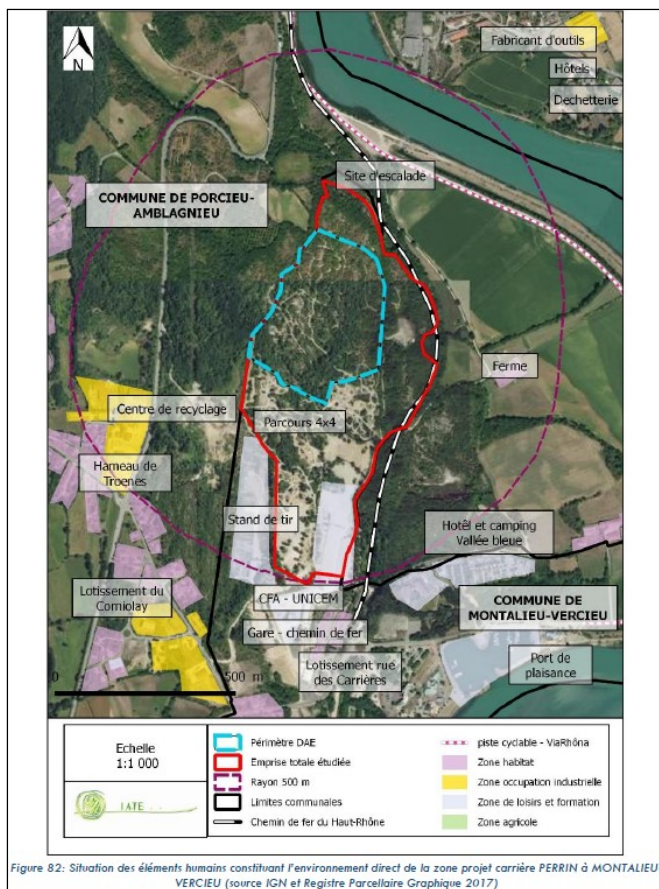 N
Fabricant d'outils
Hôtels
Dechetterie
Site d'escalade
COMMUNE DE PORCIEU-
AMBLAGNIEU
Ferme
Centre de recyclage
Parcours 4x4
Hameau de
Troenes
Stand de tir
Hotêl et camping
Vallée bleue
Lotissement du
Corniolay
CFA - UNICEM
COMMUNE DE
MONTALIEU-VERCIEU
Gare - chemin de fer
Lotissement rue
des Carrières
Port de
plaisance
0 500 m
Echelle
1:1 000
Périmètre DAE
Emprise totale étudiée
Rayon 500 m
Limites communales
Chemin de fer du Haut-Rhône
piste cyclable - ViaRhôna
Zone habitat
Zone occupation industrielle
Zone de loisirs et formation
Zone agricole
Figure 82: Situation des éléments humains constituant l'environnement direct de la zone projet carrière PERRIN à MONTALIEU
VERCIEU (source IGN et Registre Parcellaire Graphique 2017)